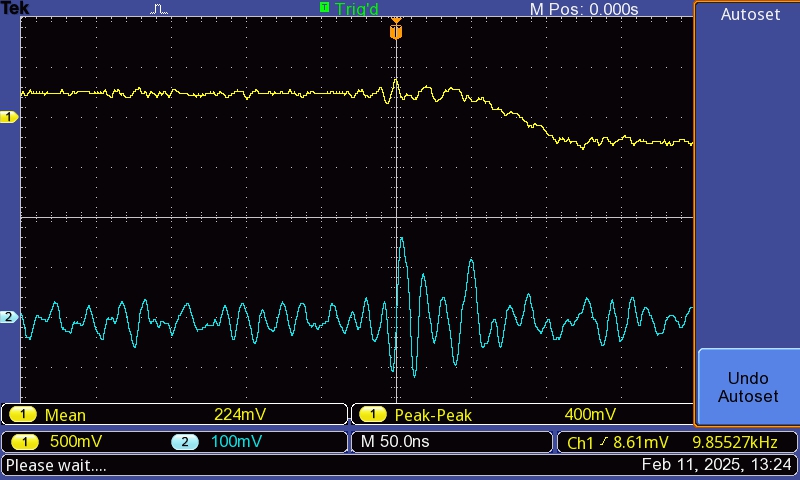 Tek T Trig'd M Pos: 0.000s
Autoset
T
1
2
Undo
Autoset
1 Mean 224mV 1 Peak-Peak 400mV
1 500mV 2 100mV M 50.0ns Ch1 8.61mV 9.85527kHz
Please wait.... Feb 11, 2025, 13:24